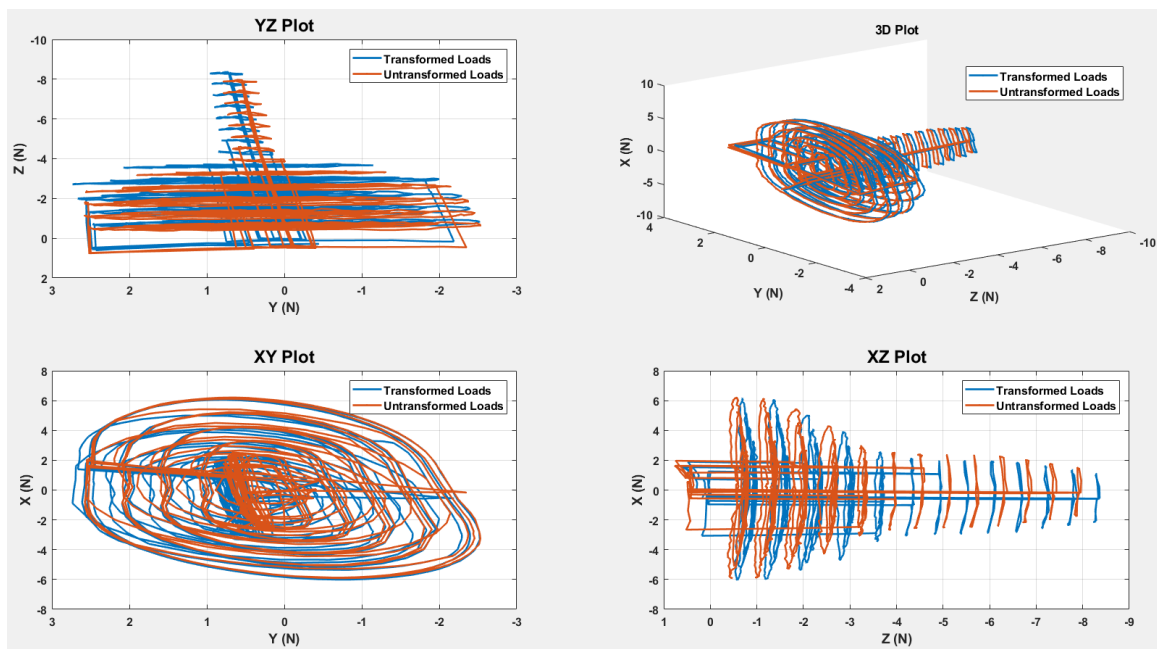 YZ Plot
-10
-8
-6
-4
-2
0
2
Z (N)
3 2 1 0 -1 -2 -3
Y (N)
Transformed Loads
Untransformed Loads
3D Plot
10
5
0
-5
-10
X (N)
4
2
0
-2
-4
Y (N)
2
0
-2
-4
-6
-8
-10
Z (N)
Transformed Loads
Untransformed Loads
XY Plot
8
6
4
2
0
-2
-4
-6
-8
X (N)
3 2 1 0 -1 -2 -3
Y (N)
Transformed Loads
Untransformed Loads
XZ Plot
8
6
4
2
0
-2
-4
-6
-8
X (N)
1 0 -1 -2 -3 -4 -5 -6 -7 -8 -9
Z (N)
Transformed Loads
Untransformed Loads